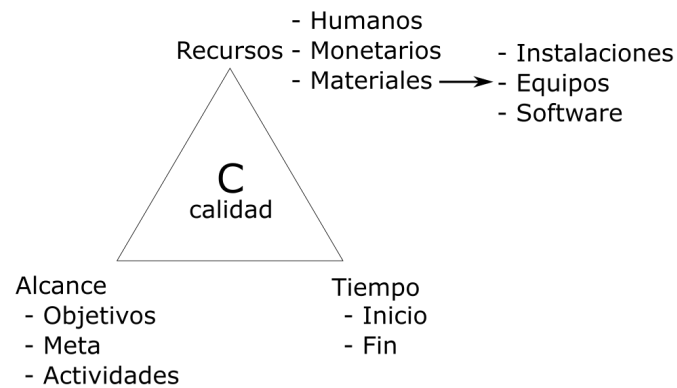 Recursos
- Humanos
- Monetarios
- Materiales
- Instalaciones
- Equipos
- Software
C
calidad
Alcance
- Objetivos
- Meta
- Actividades
Tiempo
- Inicio
- Fin